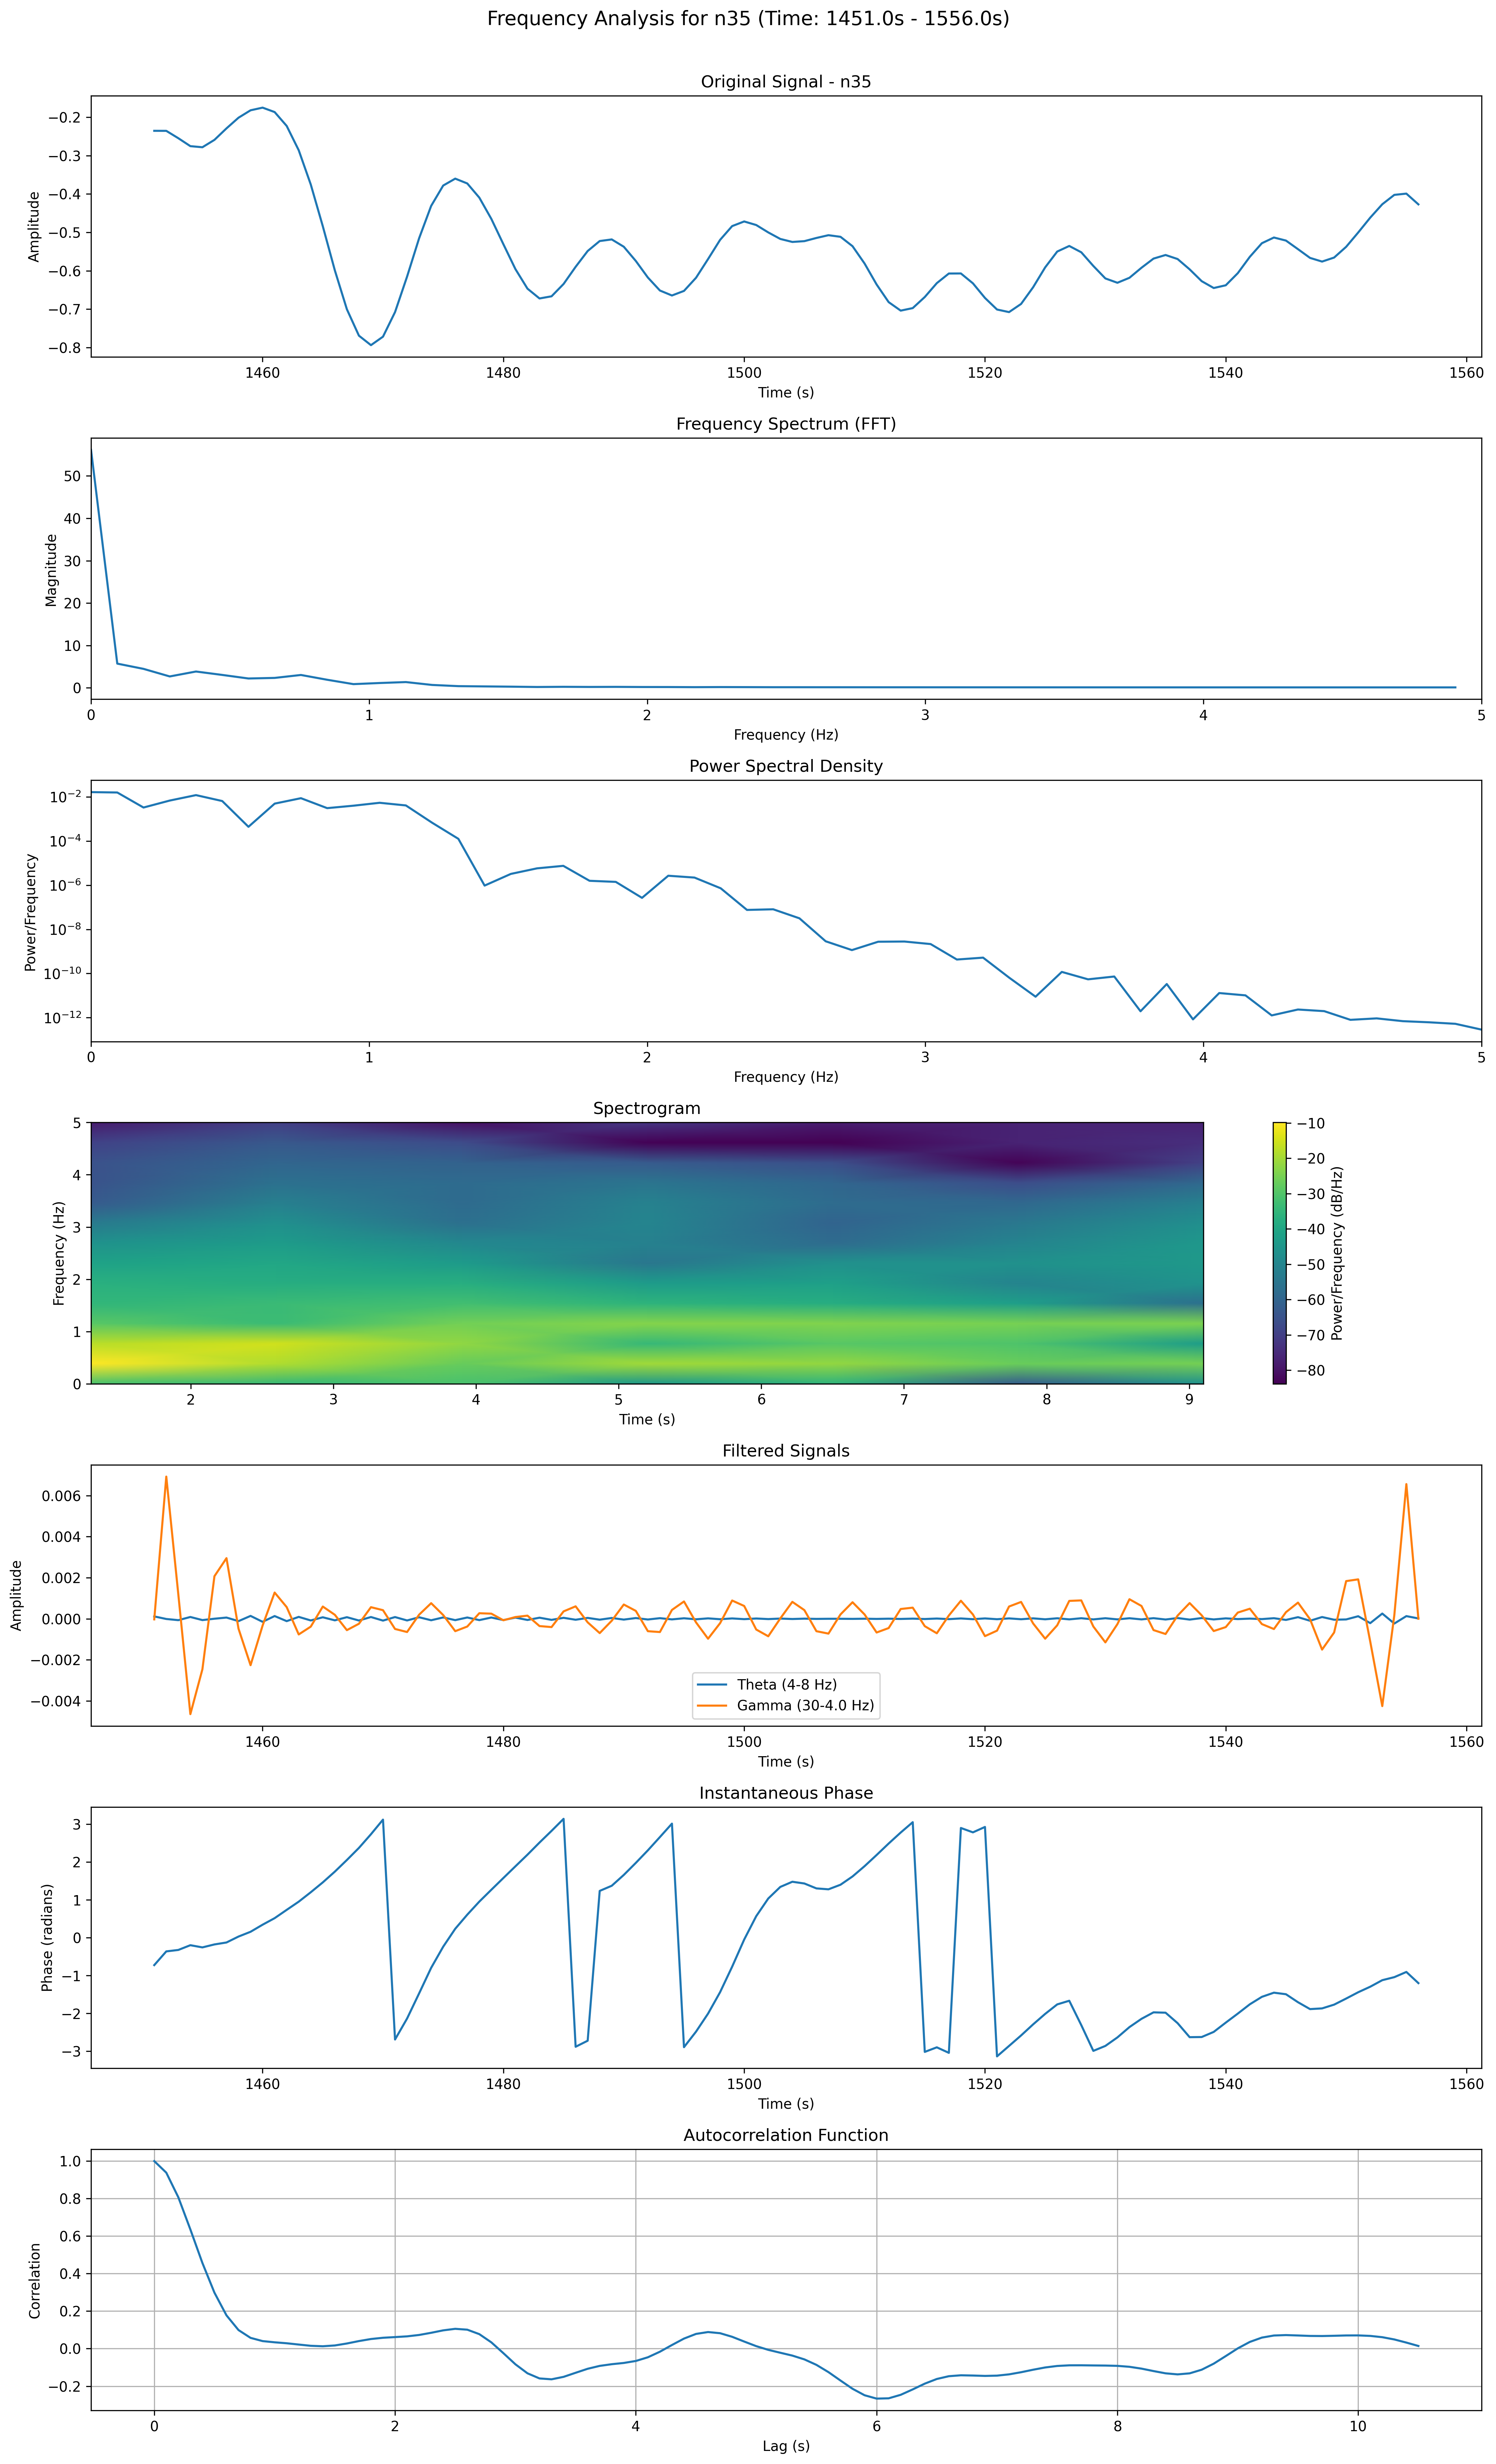 Frequency Analysis for n35 (Time: 1451.0s - 1556.0s)
Original Signal - n35
Amplitude
−0.2
−0.3
−0.4
−0.5
−0.6
−0.7
−0.8
1460 1480 1500 1520 1540 1560
Time (s)
Frequency Spectrum (FFT)
Magnitude
50
40
30
20
10
0
0 1 2 3 4 5
Frequency (Hz)
Power Spectral Density
Power/Frequency
10⁻²
10⁻⁴
10⁻⁶
10⁻⁸
10⁻¹⁰
10⁻¹²
0 1 2 3 4 5
Frequency (Hz)
Spectrogram
Frequency (Hz)
5
4
3
2
1
0
2 3 4 5 6 7 8 9
Time (s)
−10
−20
−30
−40
−50
−60
−70
−80
Power/Frequency (dB/Hz)
Filtered Signals
Amplitude
0.006
0.004
0.002
0.000
−0.002
−0.004
Theta (4-8 Hz)
Gamma (30-4.0 Hz)
1460 1480 1500 1520 1540 1560
Time (s)
Instantaneous Phase
Phase (radians)
3
2
1
0
−1
−2
−3
1460 1480 1500 1520 1540 1560
Time (s)
Autocorrelation Function
Correlation
1.0
0.8
0.6
0.4
0.2
0.0
−0.2
0 2 4 6 8 10
Lag (s)